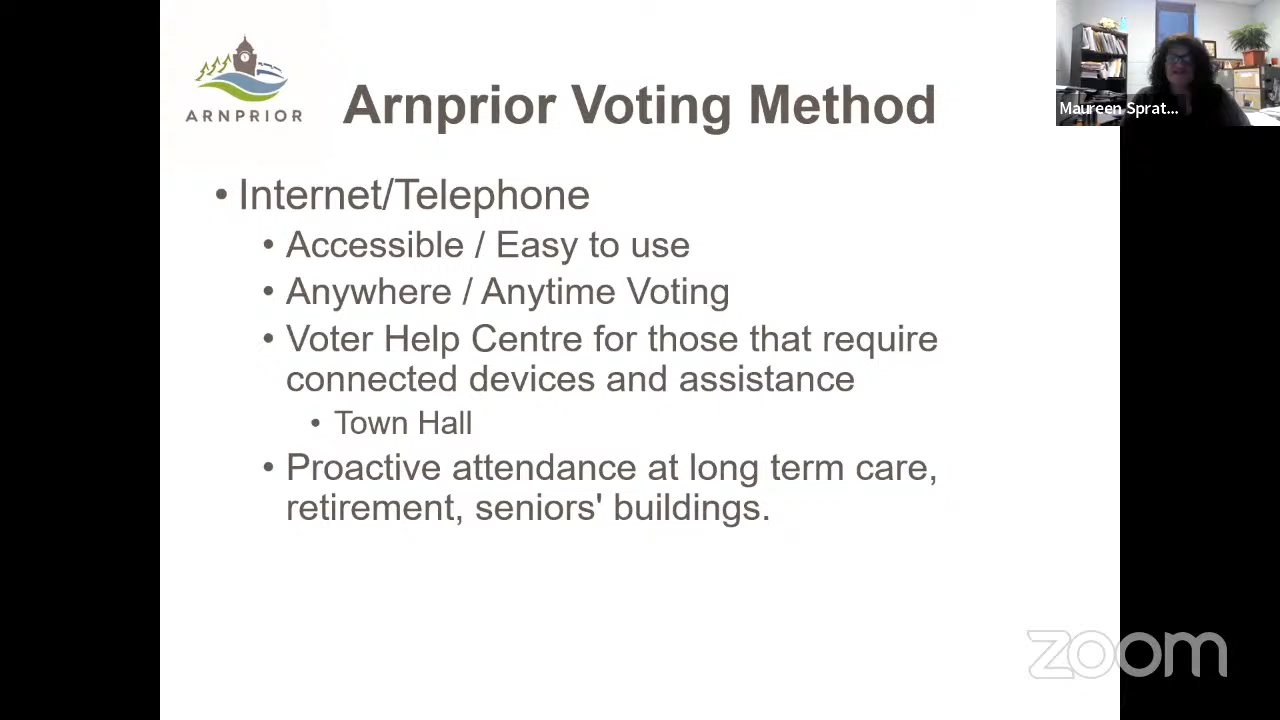 ARNPRIOR
Arnprior Voting Method
Maureen Sprat...
• Internet/Telephone
• Accessible / Easy to use
• Anywhere / Anytime Voting
• Voter Help Centre for those that require
connected devices and assistance
• Town Hall
• Proactive attendance at long term care,
retirement, seniors' buildings.
zoom